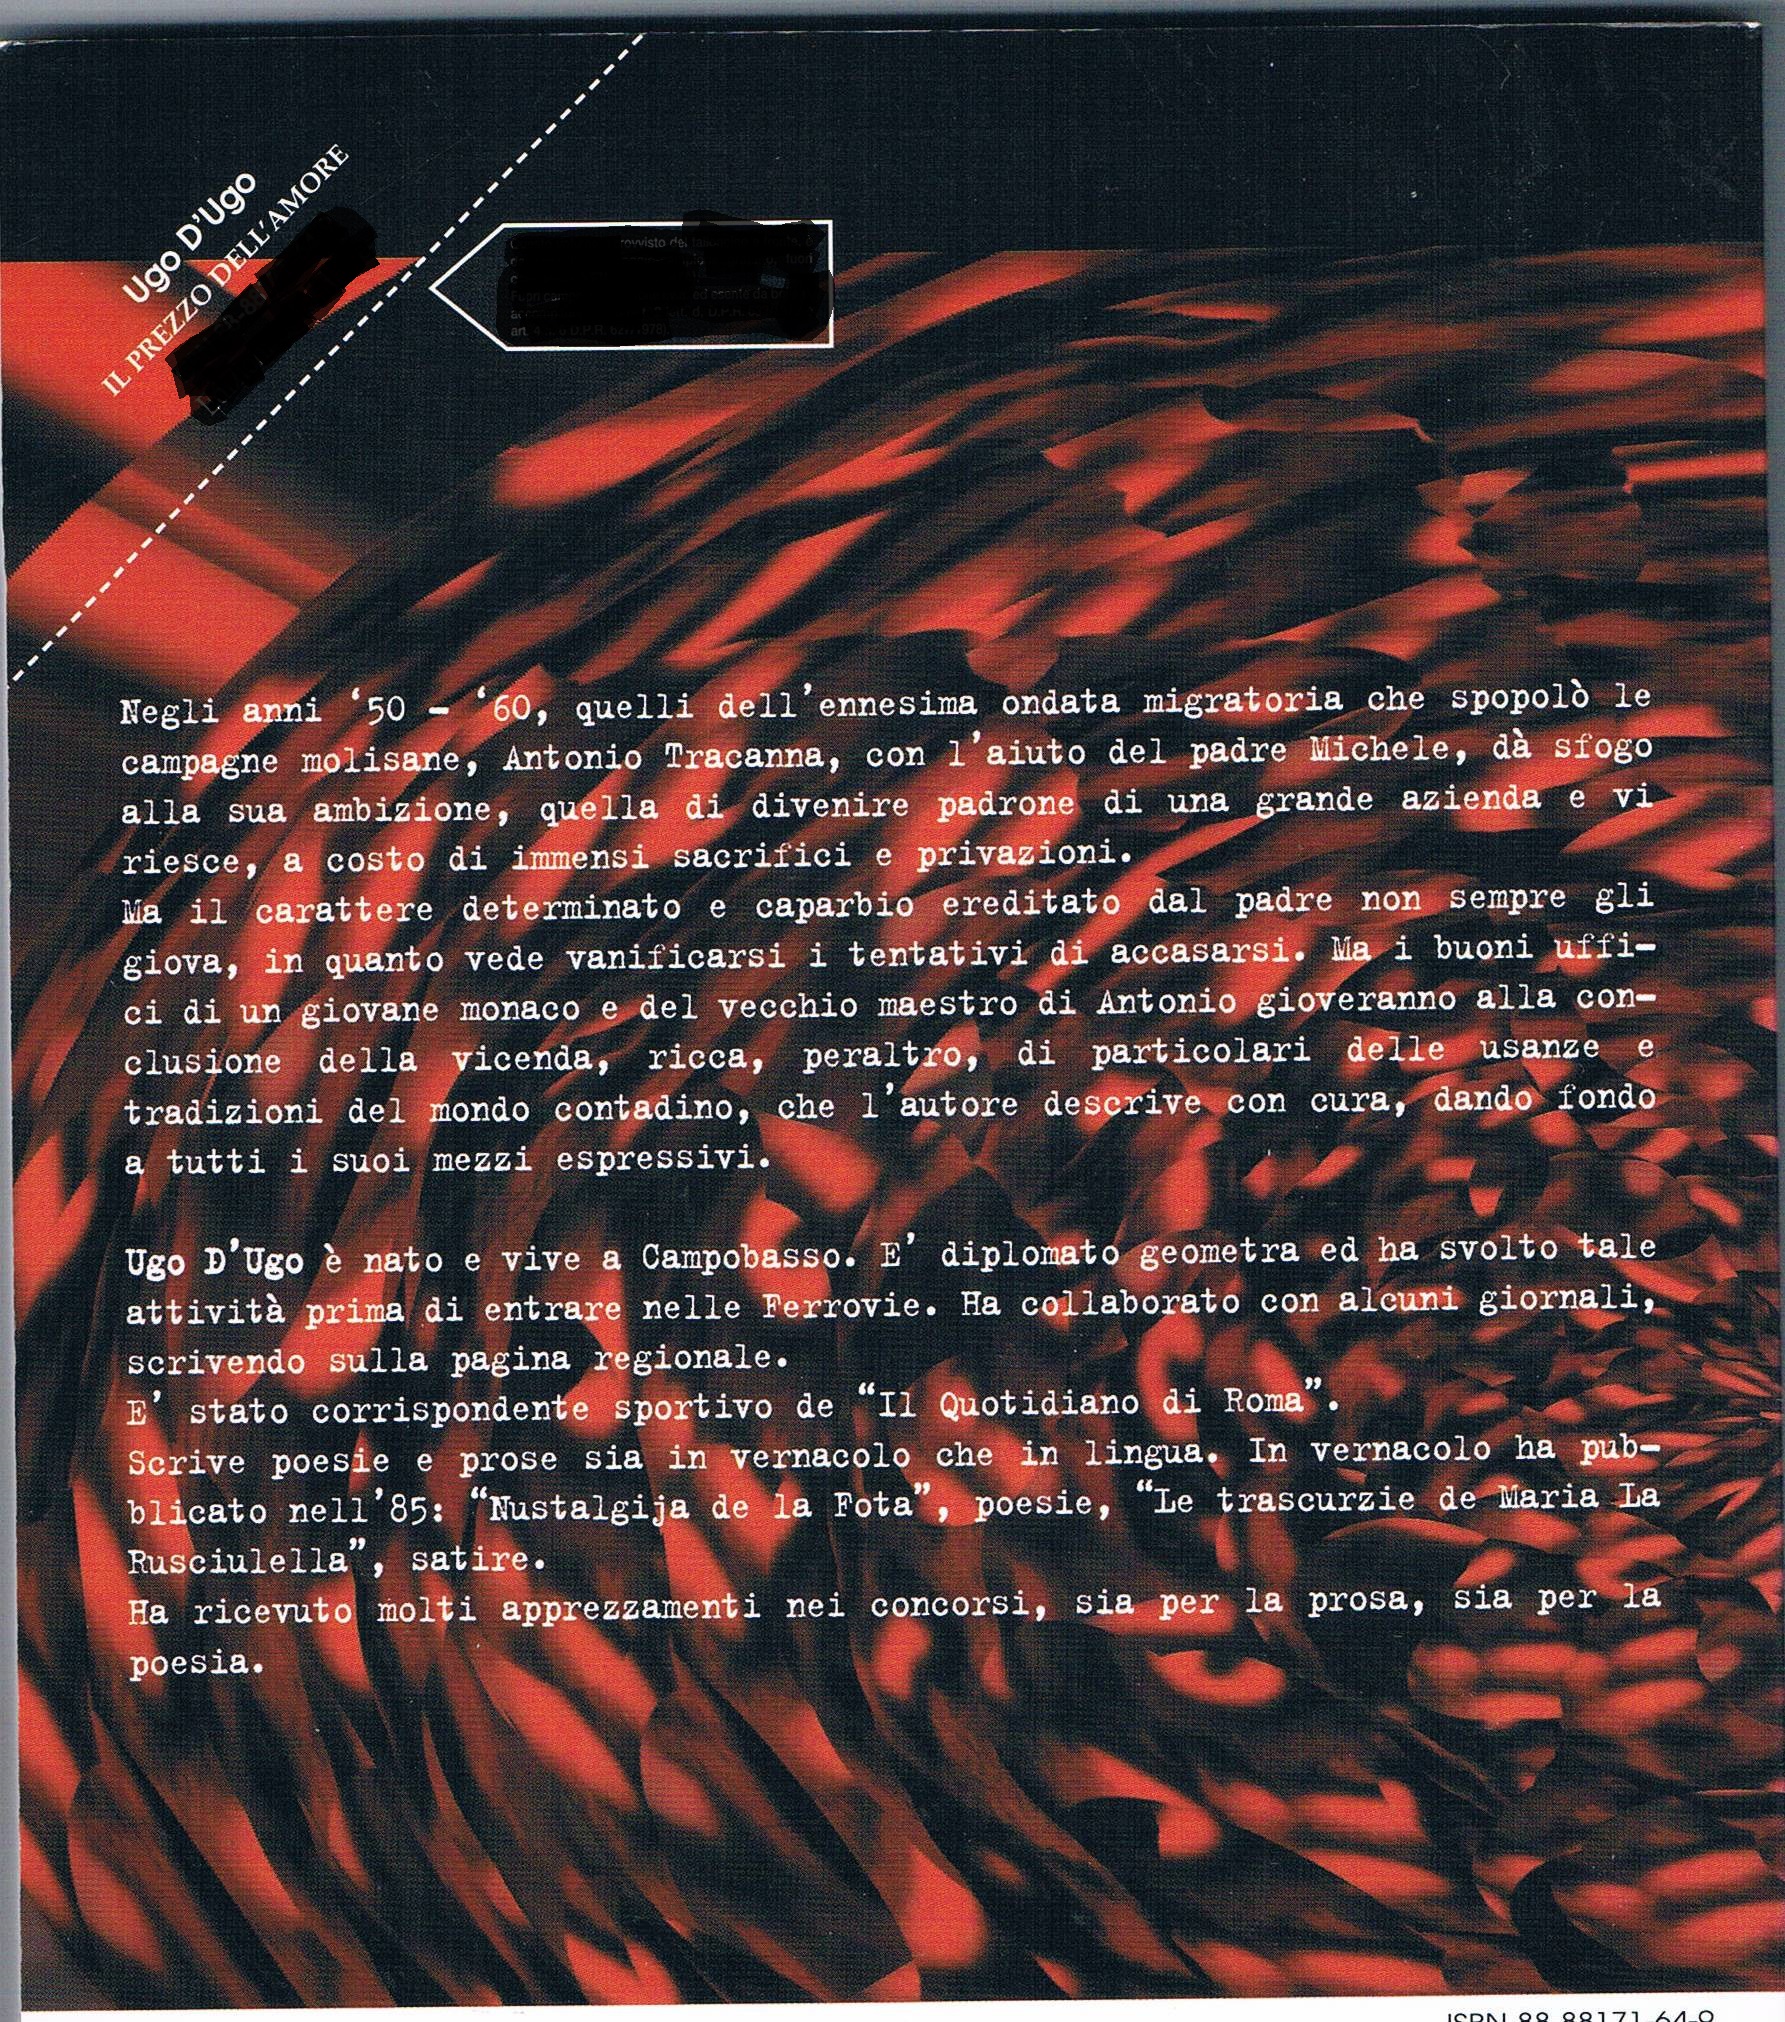 Ugo D'Ugo
IL PREZZO DELL'AMORE
Negli anni ‘50 – ‘60, quelli dell'ennesima ondata migratoria che spopolò le
campagne molisane, Antonio Tracanna, con l'aiuto del padre Michele, dà sfogo
alla sua ambizione, quella di divenire padrone di una grande azienda e vi
riesce, a costo di immensi sacrifici e privazioni.
Ma il carattere determinato e caparbio ereditato dal padre non sempre gli
giova, in quanto vede vanificarsi i tentativi di accasarsi. Ma i buoni uffi-
ci di un giovane monaco e del vecchio maestro di Antonio gioveranno alla con-
clusione della vicenda, ricca, peraltro, di particolari delle usanze e
tradizioni del mondo contadino, che l'autore descrive con cura, dando fondo
a tutti i suoi mezzi espressivi.
Ugo D'Ugo è nato e vive a Campobasso. E' diplomato geometra ed ha svolto tale
attività prima di entrare nelle Ferrovie. Ha collaborato con alcuni giornali,
scrivendo sulla pagina regionale.
E' stato corrispondente sportivo de “Il Quotidiano di Roma”.
Scrive poesie e prose sia in vernacolo che in lingua. In vernacolo ha pub-
blicato nell'85: “Nustalgija de la Fota”, poesie, “Le trascurzie de Maria La
Rusciulella”, satire.
Ha ricevuto molti apprezzamenti nei concorsi, sia per la prosa, sia per la
poesia.
ISBN 88-88171-64-9